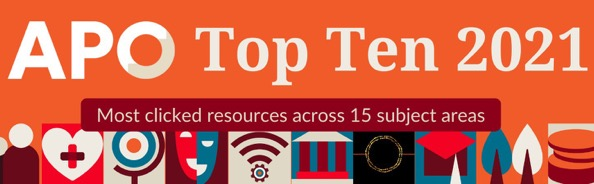 APO Top Ten 2021
Most clicked resources across 15 subject areas